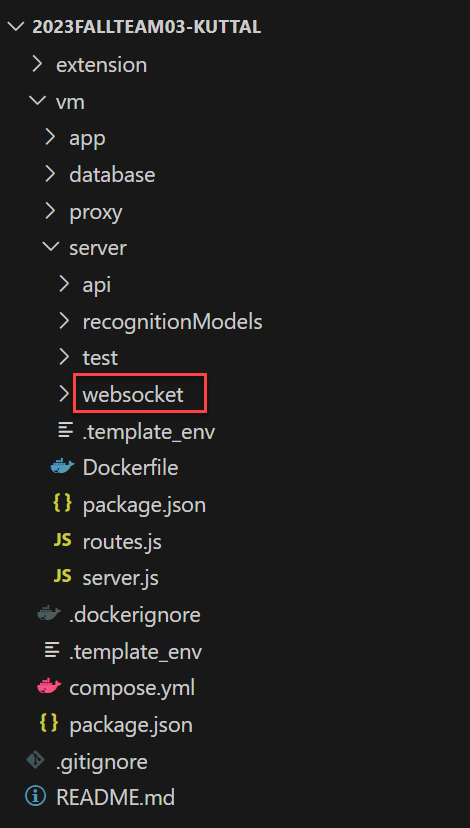 2023FALLTEAM03-KUTTAL
extension
vm
app
database
proxy
server
api
recognitionModels
test
websocket
.template_env
Dockerfile
{} package.json
JS routes.js
JS server.js
.dockerignore
.template_env
compose.yml
{} package.json
.gitignore
README.md